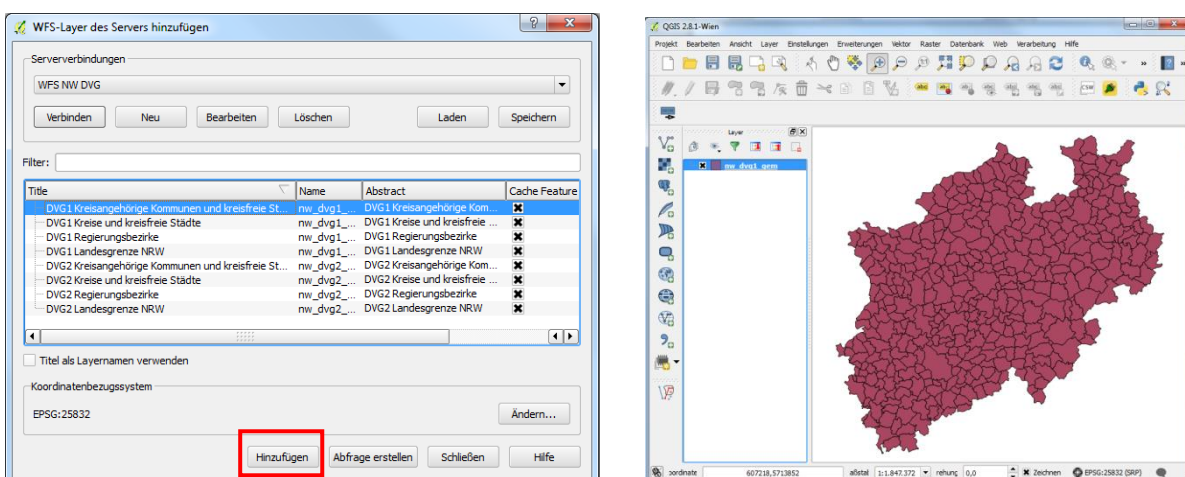 WFS-Layer des Servers hinzufügen
Serververbindungen
WFS NW DVG
Verbinden Neu Bearbeiten Löschen Laden Speichern
Filter:
Title Name Abstract Cache Feature
DVG1 Kreisangehörige Kommunen und kreisfreie St... nw_dvg1_... DVG1 Kreisangehörige Kom...
DVG1 Kreise und kreisfreie Städte nw_dvg1_... DVG1 Kreise und kreisfreie ...
DVG1 Regierungsbezirke nw_dvg1_... DVG1 Regierungsbezirke
DVG1 Landesgrenze NRW nw_dvg1_... DVG1 Landesgrenze NRW
DVG2 Kreisangehörige Kommunen und kreisfreie St... nw_dvg2_... DVG2 Kreisangehörige Kom...
DVG2 Kreise und kreisfreie Städte nw_dvg2_... DVG2 Kreise und kreisfreie ...
DVG2 Regierungsbezirke nw_dvg2_... DVG2 Regierungsbezirke
DVG2 Landesgrenze NRW nw_dvg2_... DVG2 Landesgrenze NRW
Titel als Layernamen verwenden
Koordinatenbezugssystem
EPSG:25832 Ändern...
Hinzufügen Abfrage erstellen Schließen Hilfe
QGIS 2.8.1-Wien
Projekt Bearbeiten Ansicht Layer Einstellungen Erweiterungen Vektor Raster Datenbank Web Verarbeitung Hilfe
Layer
nw_dvg1_gem
oordinate 607218,5713852 aßstab 1:1.847.372 rehung 0,0 Zeichnen EPSG:25832 (SRP)